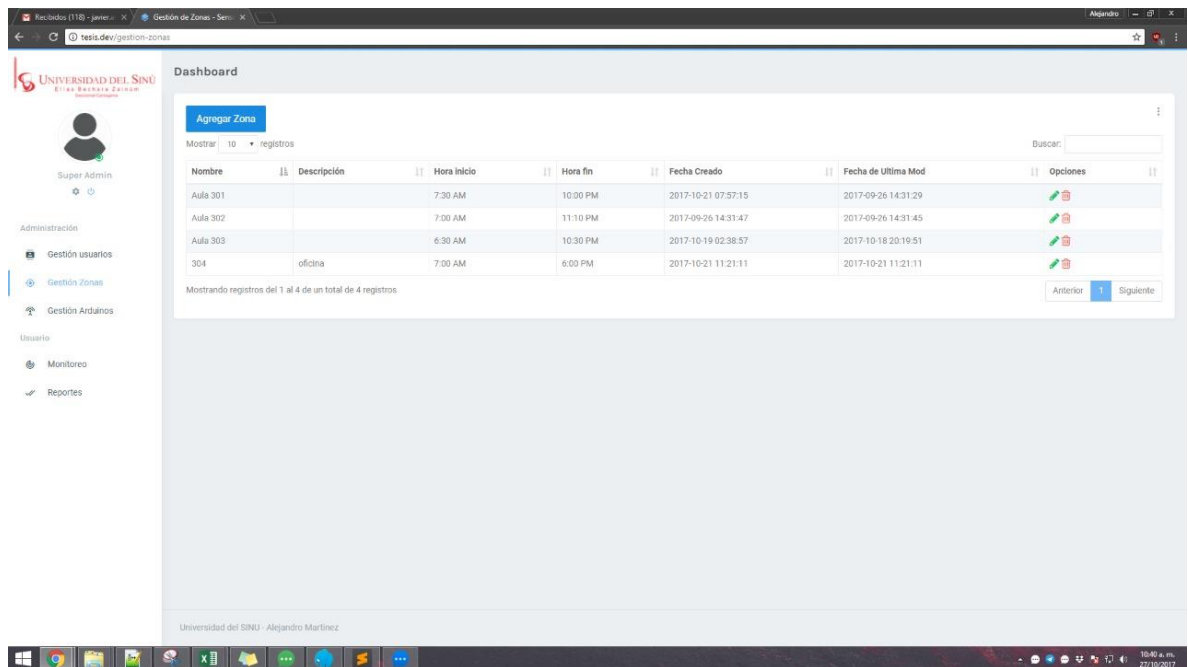 Recibidos (118) - javier.a
Gestión de Zonas - Sens
Alejandro
tesis.dev/gestion-zonas
UNIVERSIDAD DEL SINÚ
Elías Bechara Zainúm
Seccional Cartagena
Dashboard
Super Admin
Administración
Gestión usuarios
Gestión Zonas
Gestión Arduinos
Usuario
Monitoreo
Reportes
Agregar Zona
Mostrar 10 registros
Buscar:
Nombre Descripción Hora inicio Hora fin Fecha Creado Fecha de Ultima Mod Opciones
Aula 301 7:30 AM 10:00 PM 2017-10-21 07:57:15 2017-09-26 14:31:29
Aula 302 7:00 AM 11:10 PM 2017-09-26 14:31:47 2017-09-26 14:31:45
Aula 303 6:30 AM 10:30 PM 2017-10-19 02:38:57 2017-10-18 20:19:51
304 oficina 7:00 AM 6:00 PM 2017-10-21 11:21:11 2017-10-21 11:21:11
Mostrando registros del 1 al 4 de un total de 4 registros
Anterior 1 Siguiente
Universidad del SINU - Alejandro Martinez
10:40 a. m.
27/10/2017